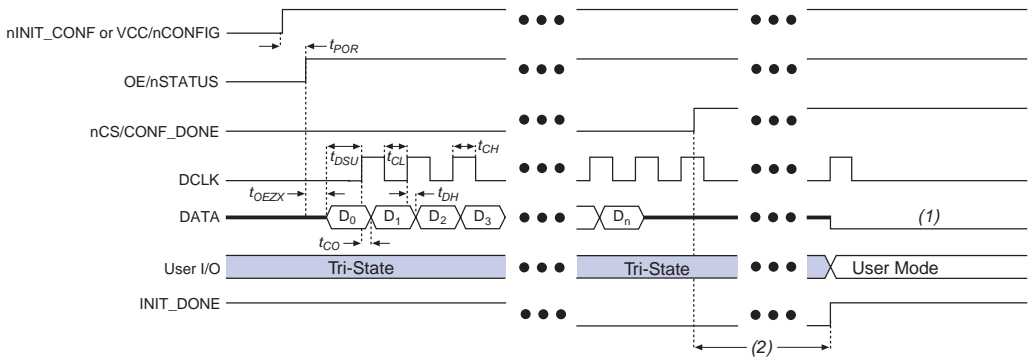 nINIT_CONF or VCC/nCONFIG
tPOR
OE/nSTATUS
nCS/CONF_DONE
tDSU
tCL
tCH
DCLK
tOEZX
tDH
DATA
D0
D1
D2
D3
Dn
(1)
tCO
User I/O
Tri-State
Tri-State
User Mode
INIT_DONE
(2)